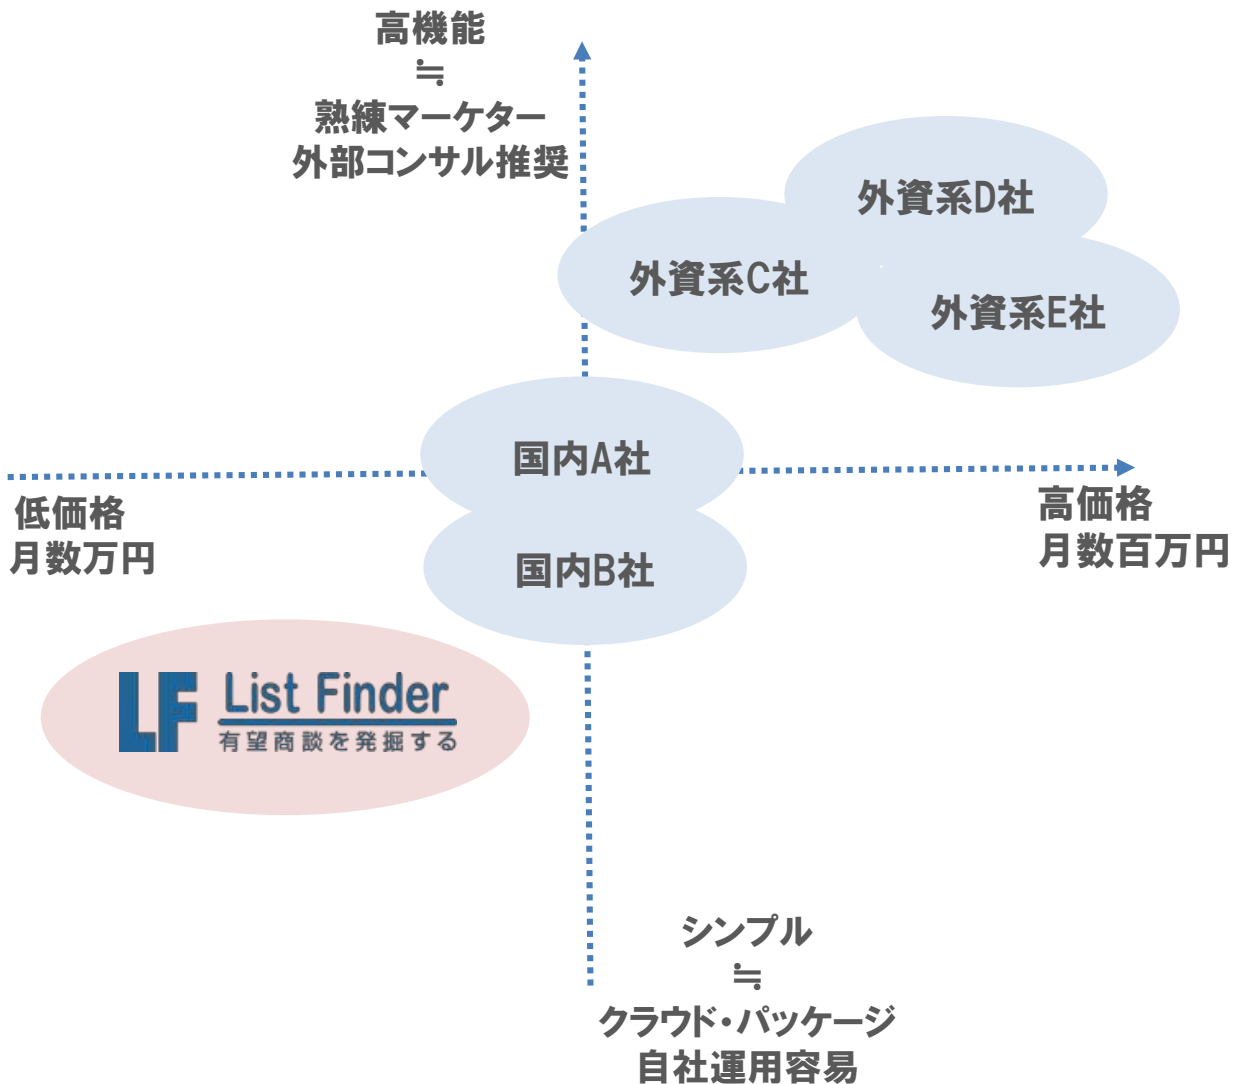 高機能
≒
熟練マーケター
外部コンサル推奨
外資系D社
外資系C社
外資系E社
国内A社
低価格
月数万円
高価格
月数百万円
国内B社
LF List Finder
有望商談を発掘する
シンプル
≒
クラウド・パッケージ
自社運用容易